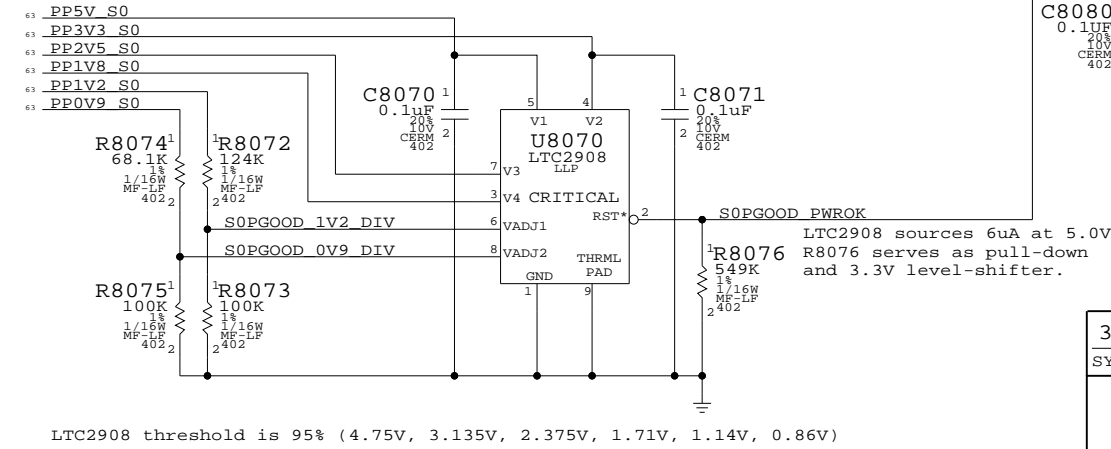 63 PP5V_S0
63 PP3V3_S0
63 PP2V5_S0
63 PP1V8_S0
63 PP1V2_S0
63 PP0V9_S0
C8080
0.1UF
20%
10V
CERM
402
C8070
0.1uF
20%
10V
CERM
402
1
2
C8071
0.1uF
20%
10V
CERM
402
1
2
R8074
68.1K
1%
1/16W
MF-LF
402
1
2
R8072
124K
1%
1/16W
MF-LF
402
1
2
5
V1
4
V2
U8070
LTC2908
LLP
7 V3
3 V4 CRITICAL
RST* 2
6 VADJ1
8 VADJ2
THRML
PAD
GND
1
9
S0PGOOD_1V2_DIV
S0PGOOD_0V9_DIV
S0PGOOD_PWROK
LTC2908 sources 6uA at 5.0V
R8076 serves as pull-down
and 3.3V level-shifter.
R8076
549K
1%
1/16W
MF-LF
402
1
2
R8075
100K
1%
1/16W
MF-LF
402
1
2
R8073
100K
1%
1/16W
MF-LF
402
1
2
3
SY
LTC2908 threshold is 95% (4.75V, 3.135V, 2.375V, 1.71V, 1.14V, 0.86V)